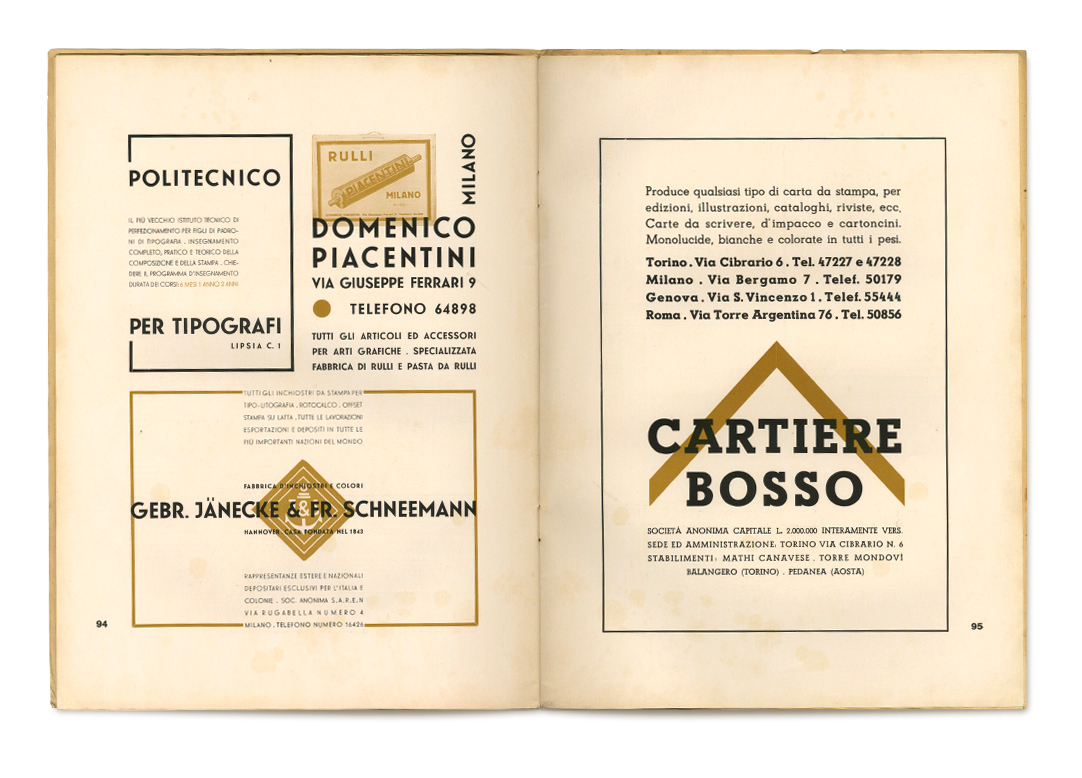 POLITECNICO
IL PIÙ VECCHIO ISTITUTO TECNICO DI
PERFEZIONAMENTO PER FIGLI DI PADRO-
NI DI TIPOGRAFIA . INSEGNAMENTO
COMPLETO, PRATICO E TEORICO DELLA
COMPOSIZIONE E DELLA STAMPA . CHIE-
DERE IL PROGRAMMA D'INSEGNAMENTO
DURATA DEI CORSI: 6 MESI 1 ANNO 2 ANNI
PER TIPOGRAFI
LIPSIA C. 1
RULLI
PIACENTINI
MILANO
MILANO
DOMENICO
PIACENTINI
VIA GIUSEPPE FERRARI 9
TELEFONO 64898
TUTTI GLI ARTICOLI ED ACCESSORI
PER ARTI GRAFICHE . SPECIALIZZATA
FABBRICA DI RULLI E PASTA DA RULLI
TUTTI GLI INCHIOSTRI DA STAMPA PER
TIPO-LITOGRAFIA . ROTOCALCO . OFFSET
STAMPA SU LATTA . TUTTE LE LAVORAZIONI
ESPORTAZIONI E DEPOSITI IN TUTTE LE
PIÙ IMPORTANTI NAZIONI DEL MONDO
FABBRICA D'INCHIOSTRI E COLORI
GEBR. JÄNECKE & FR. SCHNEEMANN
HANNOVER CASA FONDATA NEL 1843
RAPPRESENTANZE ESTERE E NAZIONALI
DEPOSITARI ESCLUSIVI PER L'ITALIA E
COLONIE . SOC. ANONIMA S.A.R.E.N
VIA RUGABELLA NUMERO 4
MILANO . TELEFONO NUMERO 16426
94
Produce qualsiasi tipo di carta da stampa, per
edizioni, illustrazioni, cataloghi, riviste, ecc.
Carte da scrivere, d'impacco e cartoncini.
Monolucide, bianche e colorate in tutti i pesi.
Torino . Via Cibrario 6 . Tel. 47227 e 47228
Milano . Via Bergamo 7 . Telef. 50179
Genova . Via S. Vincenzo 1 . Telef. 55444
Roma . Via Torre Argentina 76 . Tel. 50856
CARTIERE
BOSSO
SOCIETÀ ANONIMA CAPITALE L. 2.000.000 INTERAMENTE VERS.
SEDE ED AMMINISTRAZIONE: TORINO VIA CIBRARIO N. 6
STABILIMENTI: MATHI CANAVESE . TORRE MONDOVÌ
BALANGERO (TORINO) . PEDANEA (AOSTA)
95